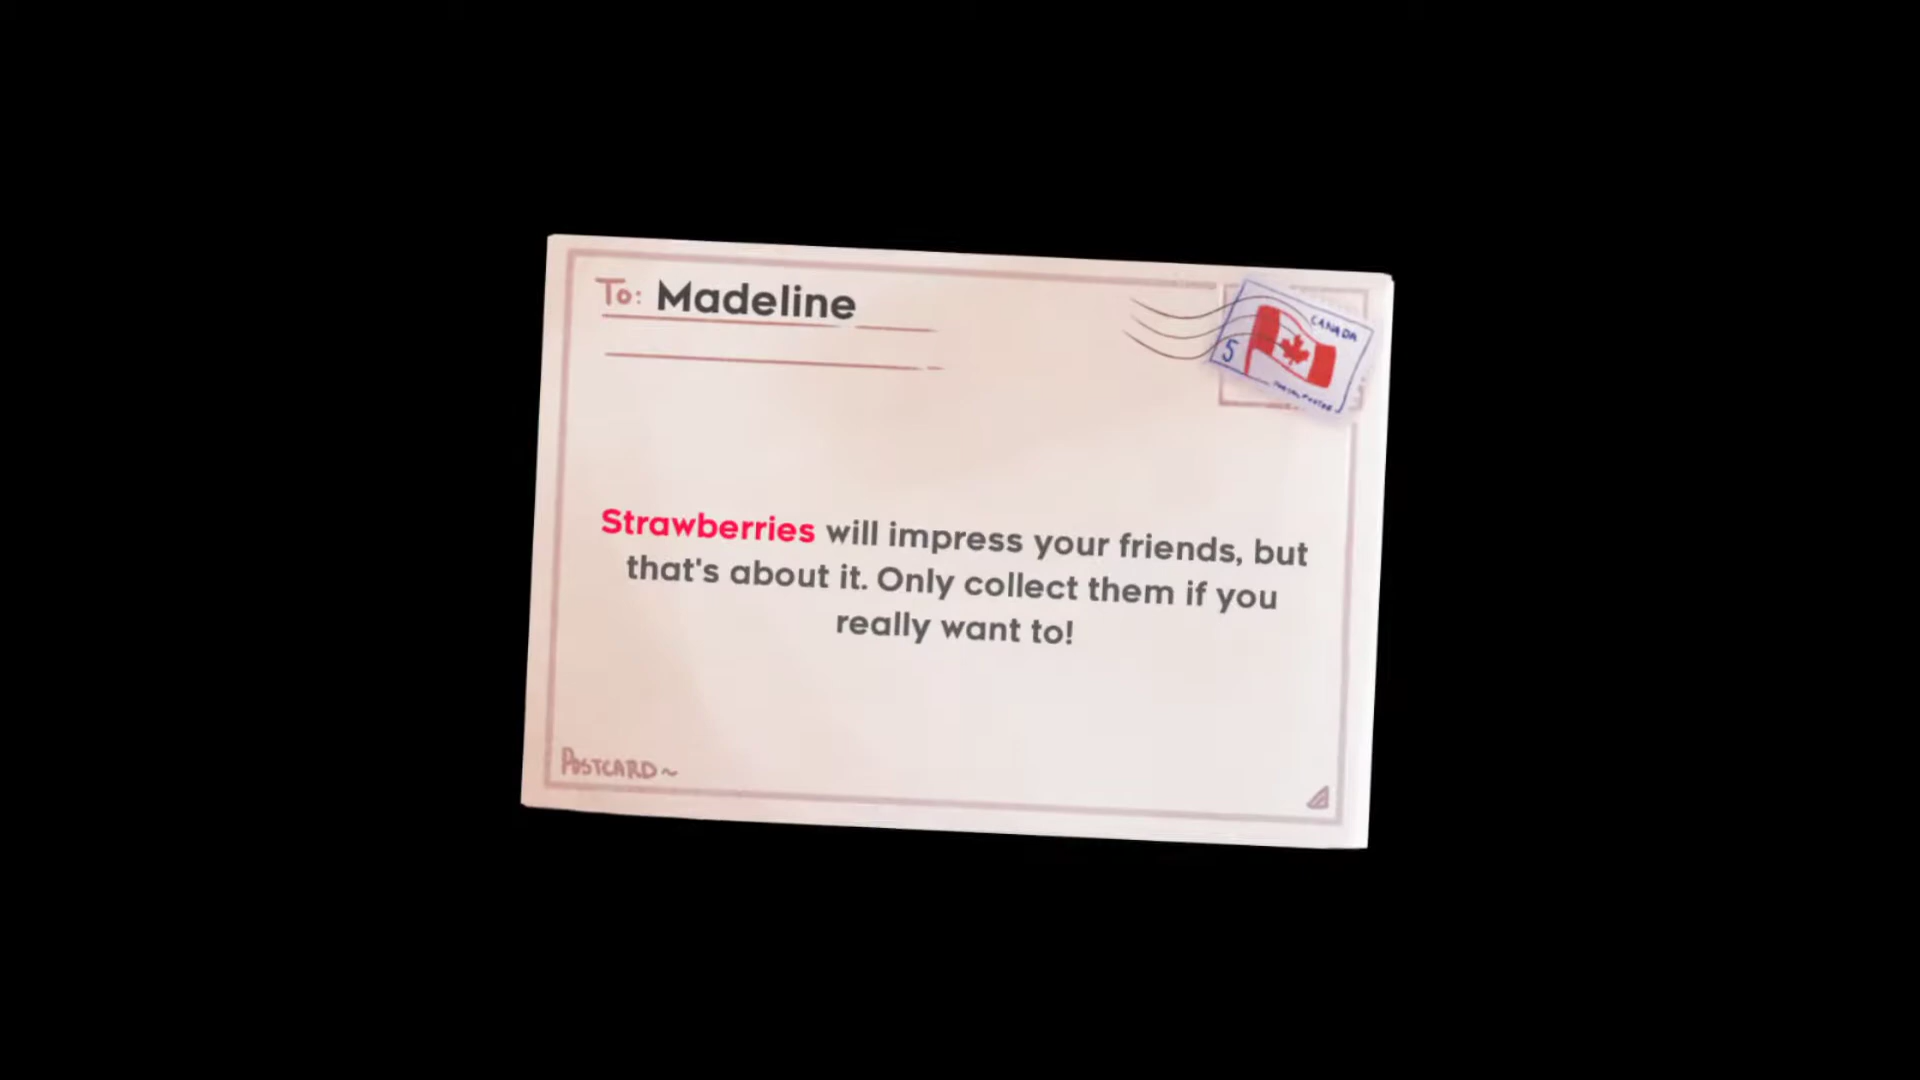 To: Madeline
CANADA
5
Strawberries will impress your friends, but
that's about it. Only collect them if you
really want to!
POSTCARD~